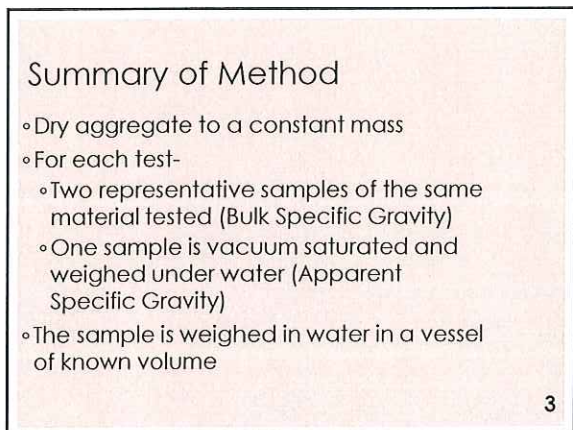 Summary of Method
∘Dry aggregate to a constant mass
∘For each test-
∘Two representative samples of the same
material tested (Bulk Specific Gravity)
∘One sample is vacuum saturated and
weighed under water (Apparent
Specific Gravity)
∘The sample is weighed in water in a vessel
of known volume
3